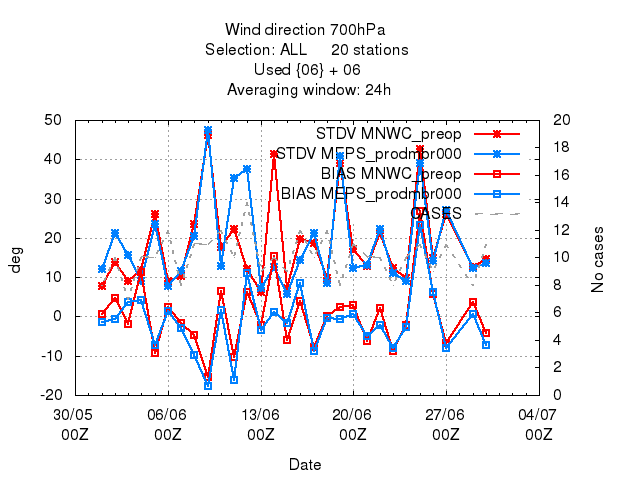 Wind direction 700hPa
Selection: ALL     20 stations
Used {06} + 06
Averaging window: 24h
50 20
STDV MNWC_preop
18
40 STDV MEPS_prodmbr000
16
BIAS MNWC_preop
30 BIAS MEPS_prodmbr000 14
CASES
20 12
deg 10 No cases
10 8
0 6
4
-10
2
-20 0
30/05 06/06 13/06 20/06 27/06 04/07
00Z 00Z 00Z 00Z 00Z 00Z
Date